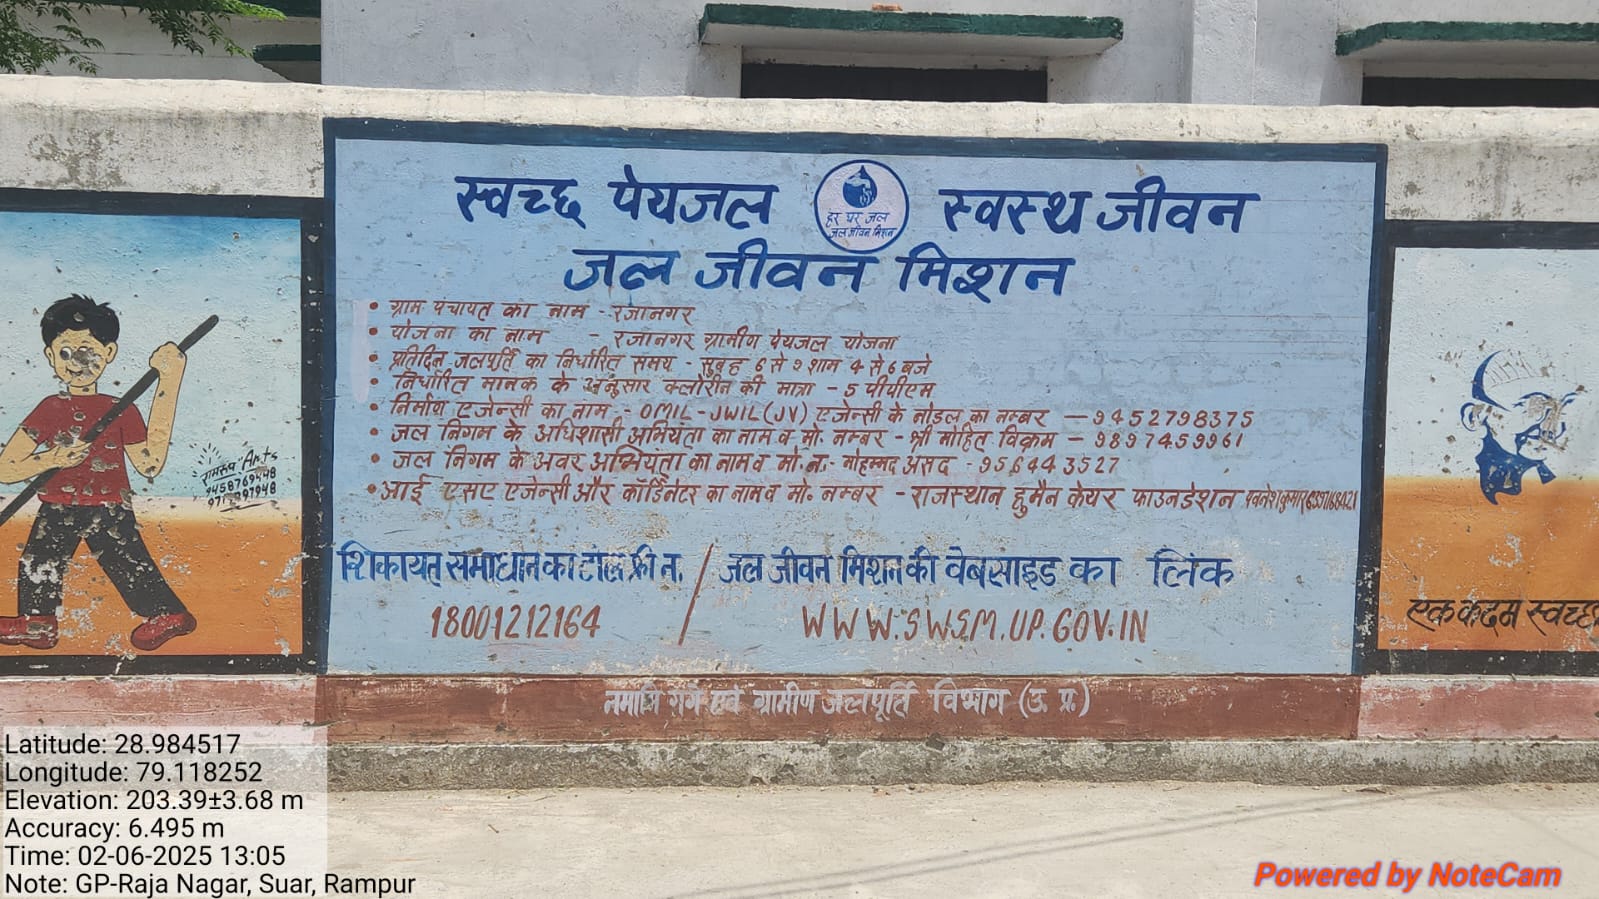 स्वच्छ पेयजल स्वस्थ जीवन
हर घर जल
जल जीवन मिशन
जल जीवन मिशन
• ग्राम पंचायत का नाम - रजानगर
• योजना का नाम - रजानगर ग्रामीण पेयजल योजना
• प्रतिदिन जलपूर्ति का निर्धारित समय - सुबह 6 से 9 शाम 4 से 6 बजे
• निर्धारित मानक के अनुसार क्लोरीन की मात्रा - 5 पीपीएम
• निर्माण एजेन्सी का नाम - OMIL-JWIL(JV) एजेन्सी के नोडल का नम्बर - 9452798375
• जल निगम के अधिशासी अभियंता का नाम व मो. नम्बर - श्री मोहित विक्रम - 9897459961
• जल निगम के अवर अभियंता का नाम व मो. न. - मोहम्मद असद - 956443527
• आई एसए एजेन्सी और कॉर्डिनेटर का नाम व मो. नम्बर - राजस्थान हुमैन केयर फाउनडेशन
शिकायत समाधान का टोल फ्री न. / जल जीवन मिशन की वेबसाइड का लिंक
18001212164 / WWW.SWSM.UP.GOV.IN
नमामि गंगे एवं ग्रामीण जलपूर्ति विभाग (उ. प्र.)
Arts
9458769448
एक कदम स्वच्छ
Latitude: 28.984517
Longitude: 79.118252
Elevation: 203.39±3.68 m
Accuracy: 6.495 m
Time: 02-06-2025 13:05
Note: GP-Raja Nagar, Suar, Rampur
Powered by NoteCam